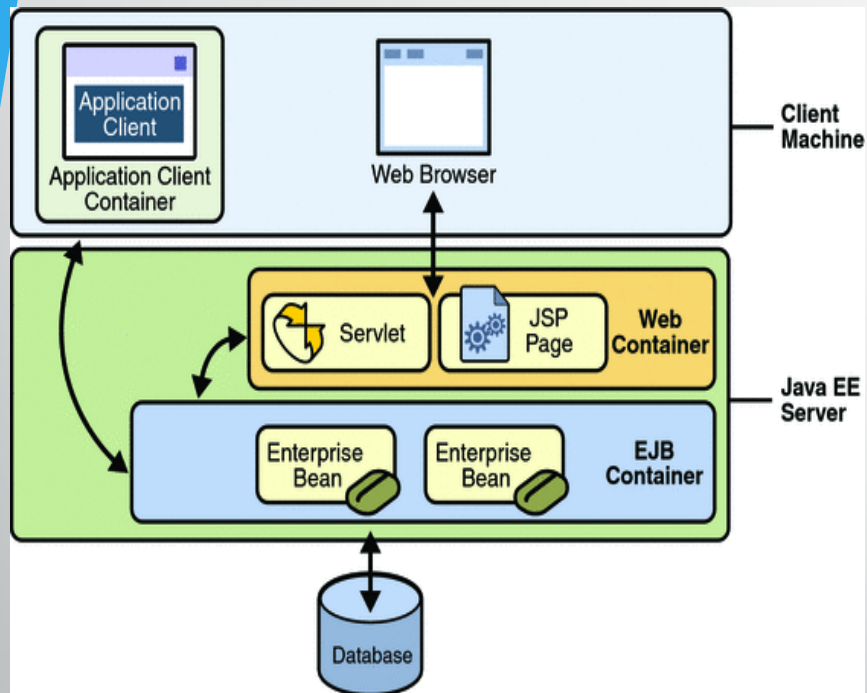 Application
Client
Application Client
Container
Web Browser
Client
Machine
Servlet
JSP
Page
Web
Container
Java EE
Server
Enterprise
Bean
Enterprise
Bean
EJB
Container
Database